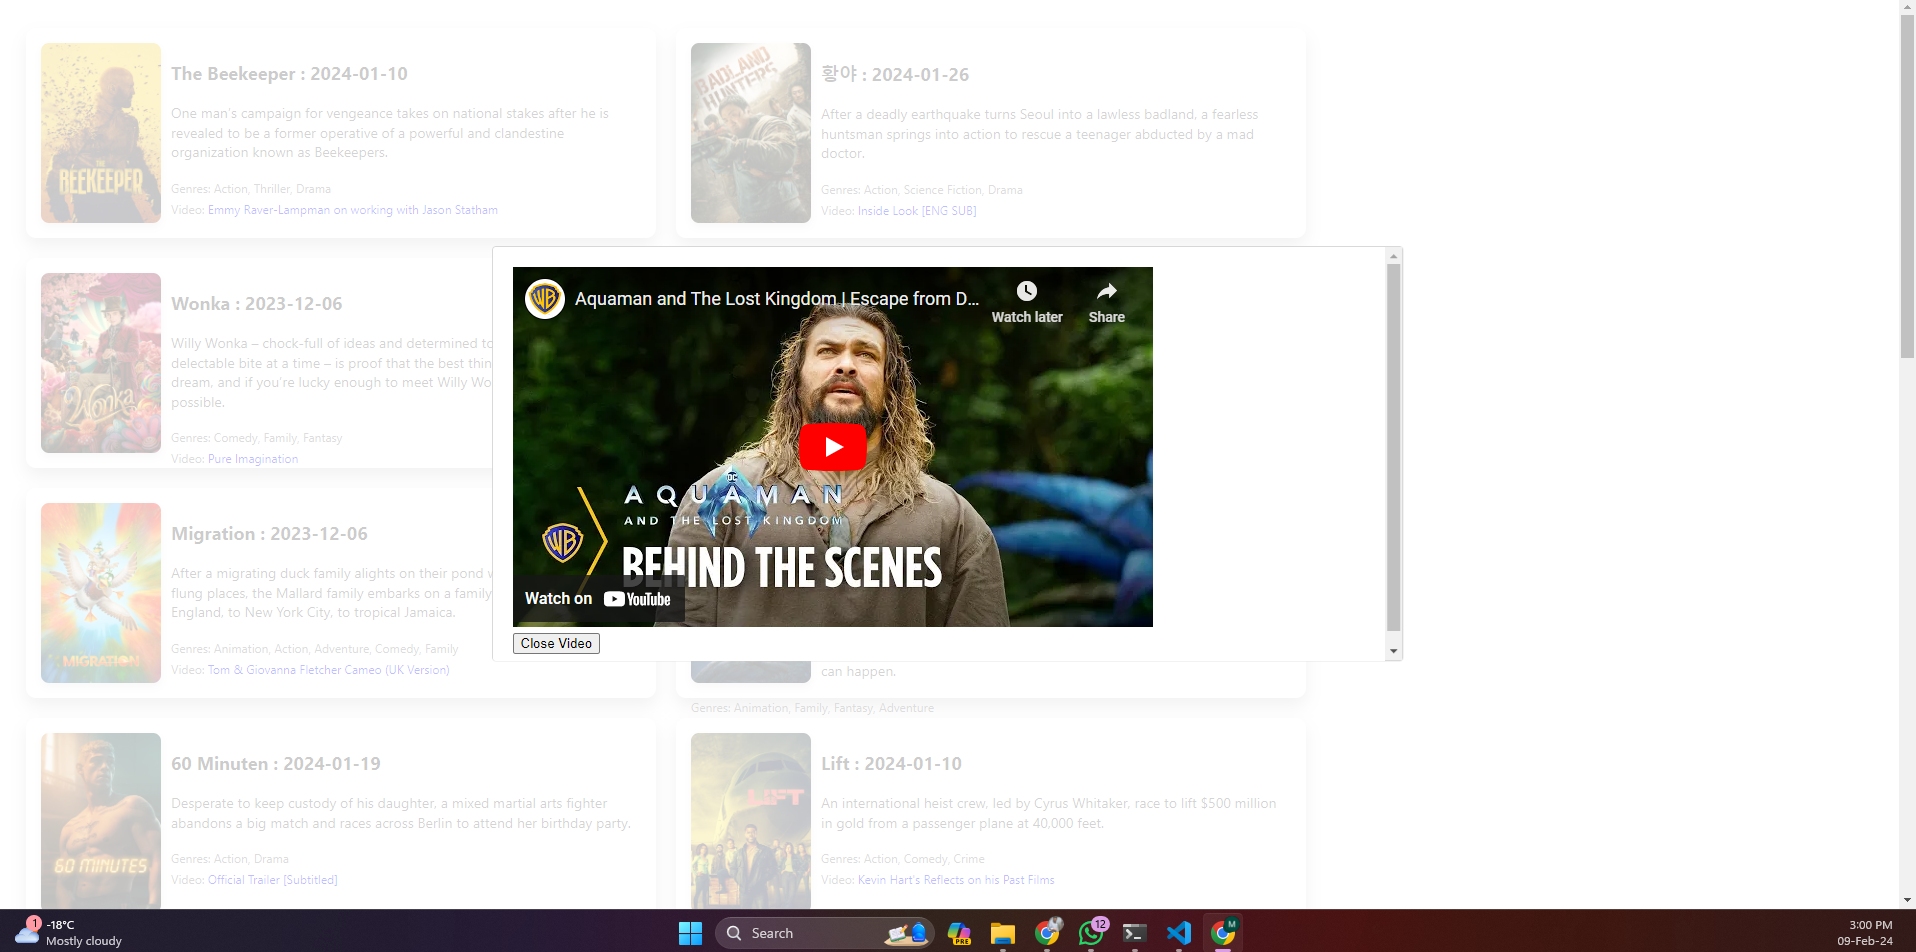 The Beekeeper : 2024-01-10
One man's campaign for vengeance takes on national stakes after he is
revealed to be a former operative of a powerful and clandestine
organization known as Beekeepers.
Genres: Action, Thriller, Drama
Video: Emmy Raver-Lampman on working with Jason Statham
THE
BEEKEEPER
BADLAND
HUNTERS
황야 : 2024-01-26
After a deadly earthquake turns Seoul into a lawless badland, a fearless
huntsman springs into action to rescue a teenager abducted by a mad
doctor.
Genres: Action, Science Fiction, Drama
Video: Inside Look [ENG SUB]
Wonka : 2023-12-06
Willy Wonka – chock-full of ideas and determined to
delectable bite at a time – is proof that the best thin
dream, and if you're lucky enough to meet Willy Wo
possible.
Genres: Comedy, Family, Fantasy
Video: Pure Imagination
Wonka
Aquaman and The Lost Kingdom | Escape from D...
Watch later
Share
AQUAMAN
AND THE LOST KINGDOM
BEHIND THE SCENES
Watch on YouTube
Close Video
Migration : 2023-12-06
After a migrating duck family alights on their pond w
flung places, the Mallard family embarks on a family
England, to New York City, to tropical Jamaica.
Genres: Animation, Action, Adventure, Comedy, Family
Video: Tom & Giovanna Fletcher Cameo (UK Version)
MIGRATION
can happen.
Genres: Animation, Family, Fantasy, Adventure
60 Minuten : 2024-01-19
Desperate to keep custody of his daughter, a mixed martial arts fighter
abandons a big match and races across Berlin to attend her birthday party.
Genres: Action, Drama
Video: Official Trailer [Subtitled]
60 MINUTES
LIFT
Lift : 2024-01-10
An international heist crew, led by Cyrus Whitaker, race to lift $500 million
in gold from a passenger plane at 40,000 feet.
Genres: Action, Comedy, Crime
Video: Kevin Hart's Reflects on his Past Films
1
-18°C
Mostly cloudy
Search
PRE
12
M
3:00 PM
09-Feb-24